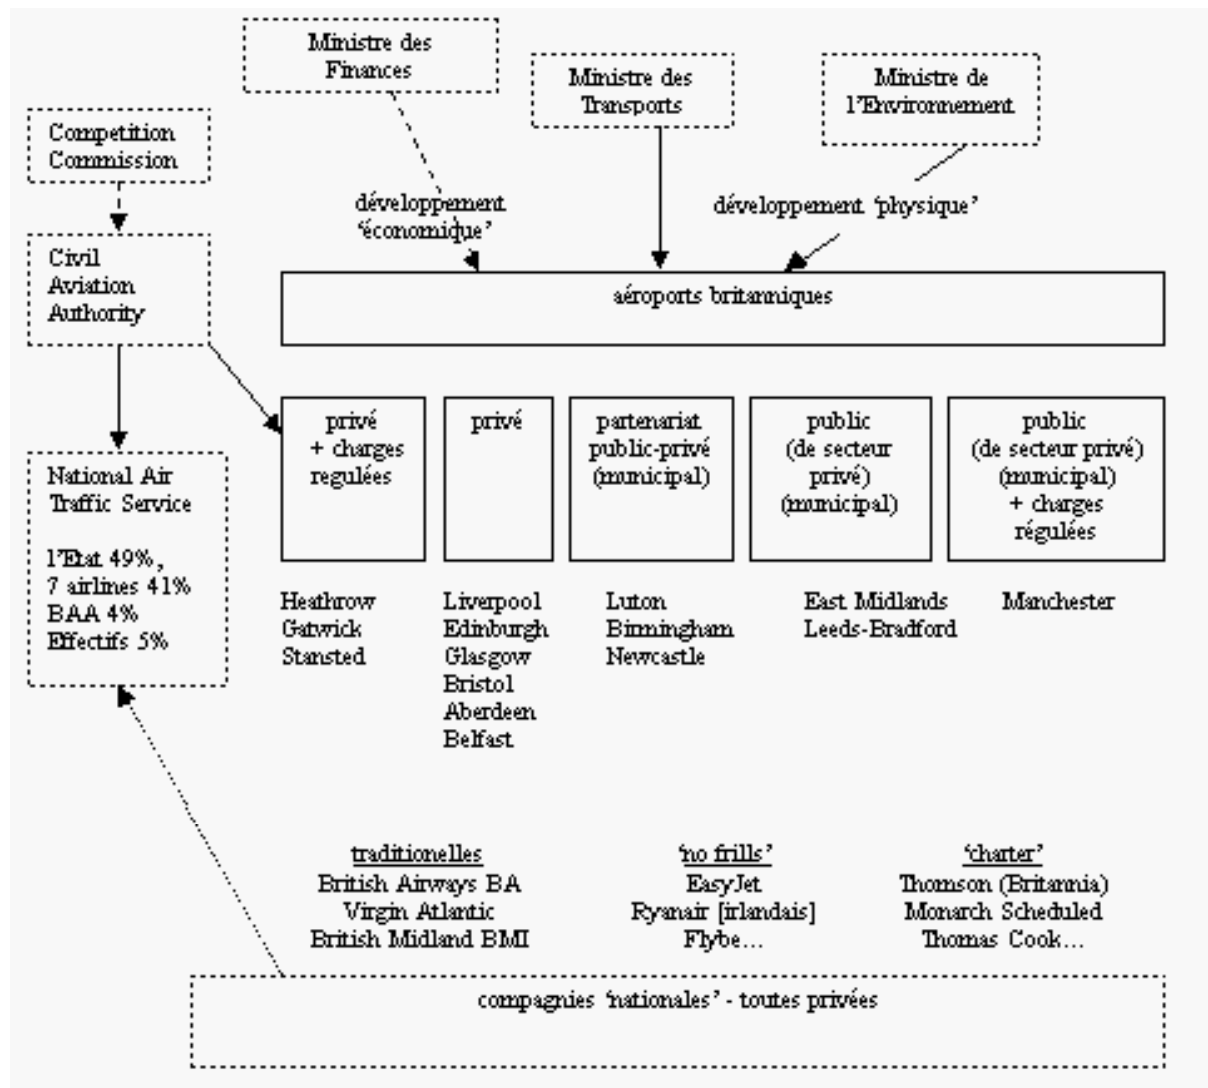 Ministre des
Finances
Ministre des
Transports
Ministre de
l'Environnement
Competition
Commission
développement
'économique'
développement 'physique'
Civil
Aviation
Authority
aéroports britanniques
privé
+ charges
regulées
privé
partenariat
public-privé
(municipal)
public
(de secteur
privé)
(municipal)
public
(de secteur privé)
(municipal)
+ charges
régulées
National Air
Traffic Service
l'Etat 49%,
7 airlines 41%
BAA 4%
Effectifs 5%
Heathrow
Gatwick
Stansted
Liverpool
Edinburgh
Glasgow
Bristol
Aberdeen
Belfast
Luton
Birmingham
Newcastle
East Midlands
Leeds-Bradford
Manchester
traditionelles
British Airways BA
Virgin Atlantic
British Midland BMI
'no frills'
EasyJet
Ryanair [irlandais]
Flybe...
'charter'
Thomson (Britannia)
Monarch Scheduled
Thomas Cook...
compagnies 'nationales' - toutes privées